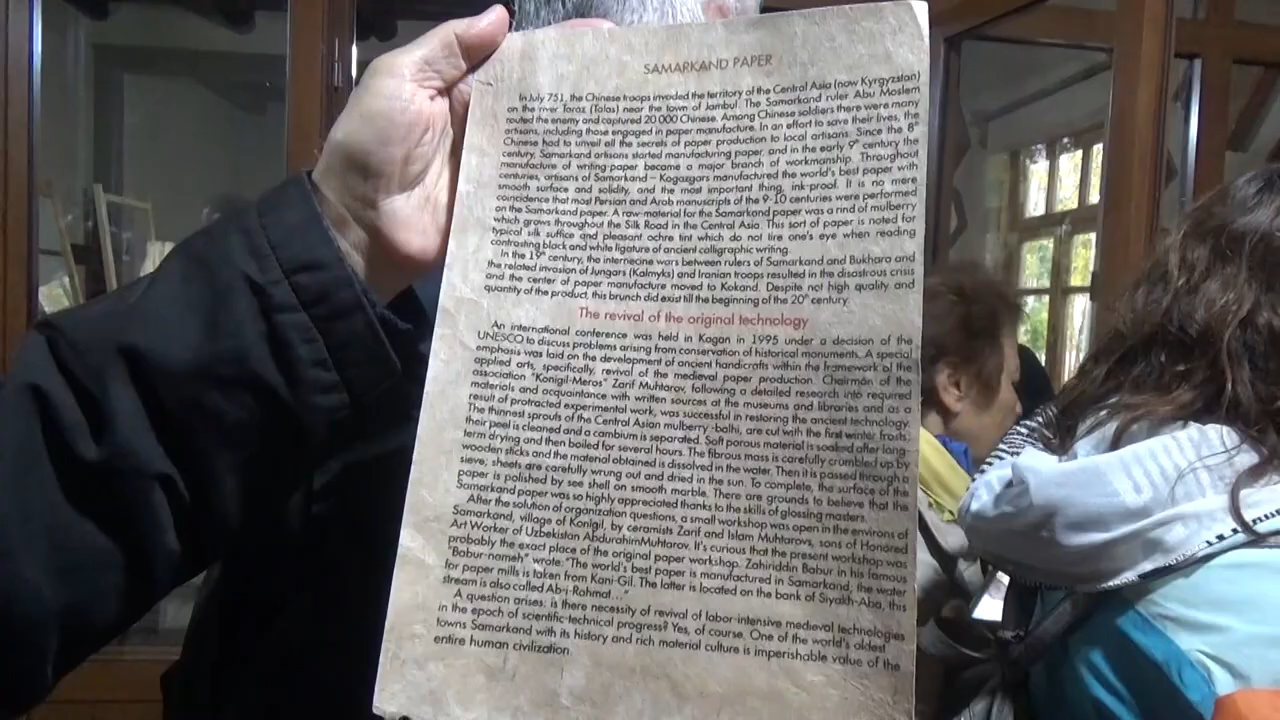 SAMARKAND PAPER
In July 751, the Chinese troops invaded the territory of the Central Asia (now Kyrgyzstan)
on the river Taraz (Talas) near the town of Jambul. The Samarkand ruler Abu Moslem
routed the enemy and captured 20 000 Chinese. Among Chinese soldiers there were many
artisans, including those engaged in paper manufacture. In an effort to save their lives, the
Chinese had to unveil all the secrets of paper production to local artisans. Since the 8th
century, Samarkand artisans started manufacturing paper, and in the early 9th century the
manufacture of writing-paper became a major branch of workmanship. Throughout
centuries, artisans of Samarkand – Kogazgars manufactured the world's best paper with
smooth surface and solidity, and the most important thing, ink-proof. It is no mere
coincidence that most Persian and Arab manuscripts of the 9-10 centuries were performed
on the Samarkand paper. A raw-material for the Samarkand paper was a rind of mulberry
which grows throughout the Silk Road in the Central Asia. This sort of paper is noted for
typical silk suffice and pleasant ochre tint which do not tire one's eye when reading
contrasting black and white ligature of ancient calligraphic writing.
In the 19th century, the internecine wars between rulers of Samarkand and Bukhara and
the related invasion of Jungars (Kalmyks) and Iranian troops resulted in the disastrous crisis
and the center of paper manufacture moved to Kokand. Despite not high quality and
quantity of the product, this brunch did exist till the beginning of the 20th century.
The revival of the original technology
An international conference was held in Kagan in 1995 under a decision of the
UNESCO to discuss problems arising from conservation of historical monuments. A special
emphasis was laid on the development of ancient handicrafts within the framework of the
applied arts, specifically, revival of the medieval paper production. Chairman of the
association "Konigil-Meros" Zarif Muhtarov, following a detailed research into required
materials and acquaintance with written sources at the museums and libraries and as a
result of protracted experimental work, was successful in restoring the ancient technology.
The thinnest sprouts of the Central Asian mulberry -balhi, are cut with the first winter frosts;
their peel is cleaned and a cambium is separated. Soft porous material is soaked after long-
term drying and then boiled for several hours. The fibrous mass is carefully crumbled up by
wooden sticks and the material obtained is dissolved in the water. Then it is passed through a
sieve; sheets are carefully wrung out and dried in the sun. To complete, the surface of the
paper is polished by see shell on smooth marble. There are grounds to believe that the
Samarkand paper was so highly appreciated thanks to the skills of glossing masters.
After the solution of organization questions, a small workshop was open in the environs of
Samarkand, village of Konigil, by ceramists Zarif and Islam Muhtarovs, sons of Honored
Art Worker of Uzbekistan AbdurahimMuhtarov. It's curious that the present workshop was
probably the exact place of the original paper workshop. Zahiriddin Babur in his famous
"Babur-nameh" wrote: "The world's best paper is manufactured in Samarkand; the water
for paper mills is taken from Kani-Gil. The latter is located on the bank of Siyakh-Aba, this
stream is also called Ab-i-Rahmat..."
A question arises: is there necessity of revival of labor-intensive medieval technologies
in the epoch of scientific-technical progress? Yes, of course. One of the world's oldest
towns Samarkand with its history and rich material culture is imperishable value of the
entire human civilization